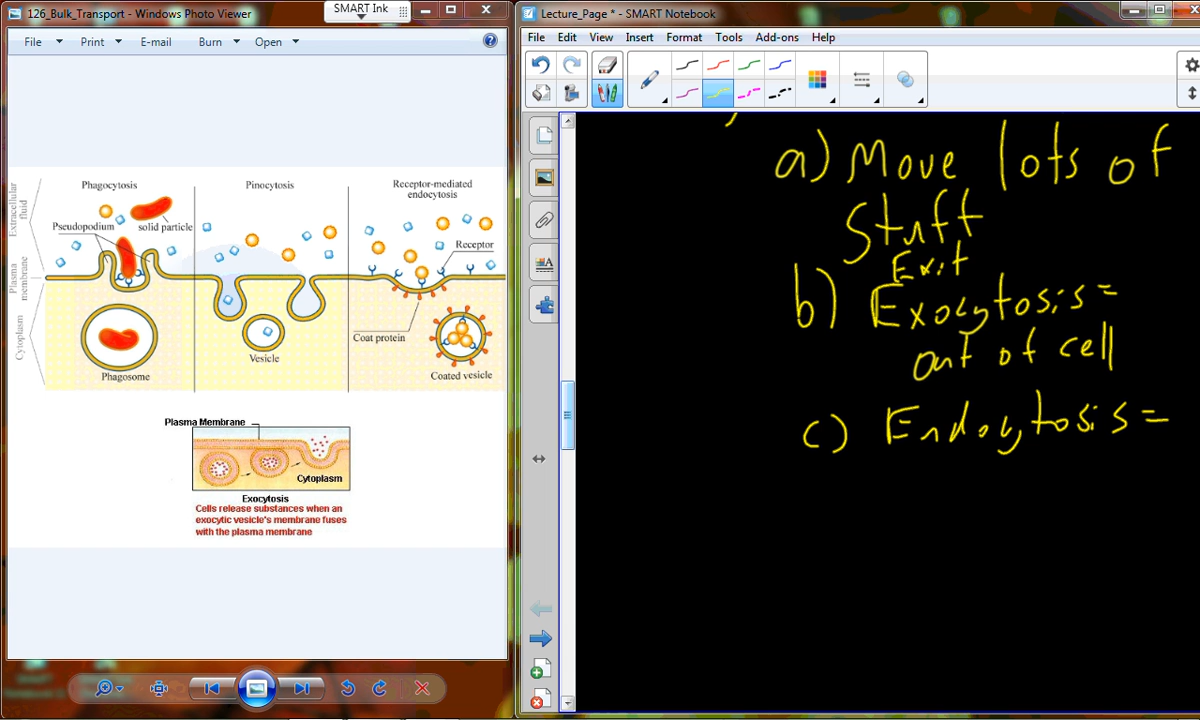 126_Bulk_Transport - Windows Photo Viewer
SMART Ink
File Print E-mail Burn Open
Extracellular fluid
Plasma membrane
Cytoplasm
Phagocytosis
Pseudopodium
solid particle
Phagosome
Pinocytosis
Vesicle
Receptor-mediated
endocytosis
Receptor
Coat protein
Coated vesicle
Plasma Membrane
Cytoplasm
Exocytosis
Cells release substances when an
exocytic vesicle's membrane fuses
with the plasma membrane
Lecture_Page * - SMART Notebook
File Edit View Insert Format Tools Add-ons Help
a) Move lots of
Stuff
Exit
b) Exocytosis =
out of cell
c) Endocytosis =